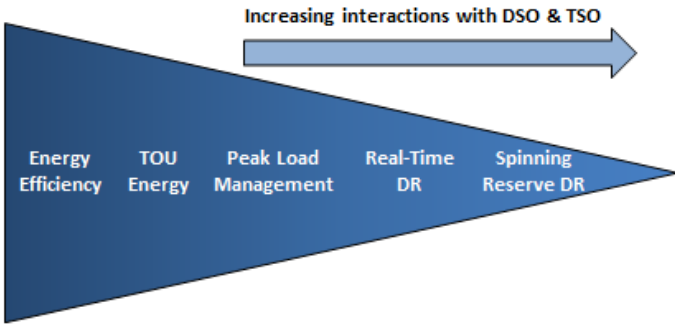 Increasing interactions with DSO & TSO
Energy
Efficiency
TOU
Energy
Peak Load
Management
Real-Time
DR
Spinning
Reserve DR